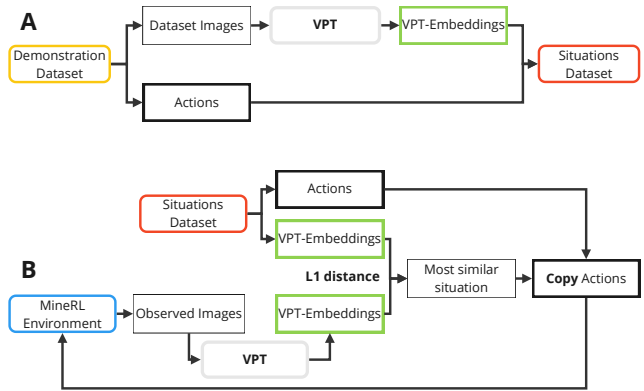 A
Dataset Images
VPT
VPT-Embeddings
Demonstration
Dataset
Situations
Dataset
Actions
Situations
Dataset
Actions
VPT-Embeddings
B
L1 distance
Most similar
situation
Copy Actions
MineRL
Environment
Observed Images
VPT-Embeddings
VPT